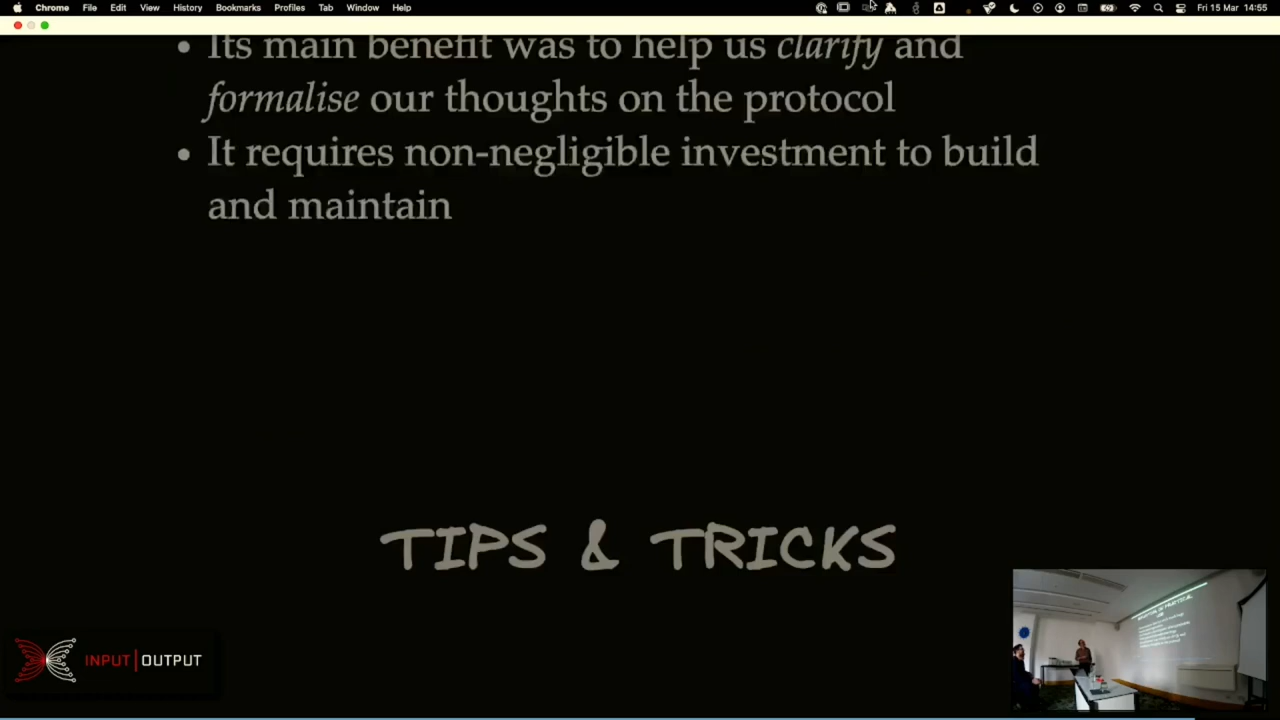 Chrome File Edit View History Bookmarks Profiles Tab Window Help Fri 15 Mar 14:55
• Its main benefit was to help us clarify and
formalise our thoughts on the protocol
• It requires non-negligible investment to build
and maintain
TIPS & TRICKS
INPUT | OUTPUT